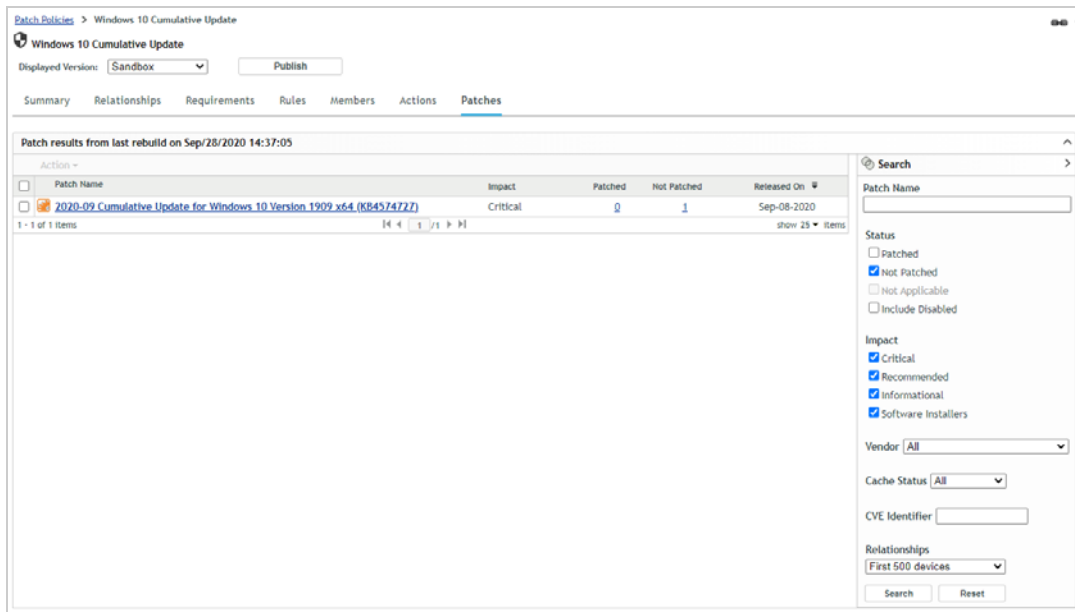 Patch Policies > Windows 10 Cumulative Update
Windows 10 Cumulative Update
Displayed Version: Sandbox Publish
Summary Relationships Requirements Rules Members Actions Patches
Patch results from last rebuild on Sep/28/2020 14:37:05
Action
Patch Name Impact Patched Not Patched Released On
2020-09 Cumulative Update for Windows 10 Version 1909 x64 (KB4574727) Critical 0 1 Sep-08-2020
1 - 1 of 1 items 1 /1 show 25 items
Search
Patch Name
Status
Patched
Not Patched
Not Applicable
Include Disabled
Impact
Critical
Recommended
Informational
Software Installers
Vendor All
Cache Status All
CVE Identifier
Relationships
First 500 devices
Search Reset